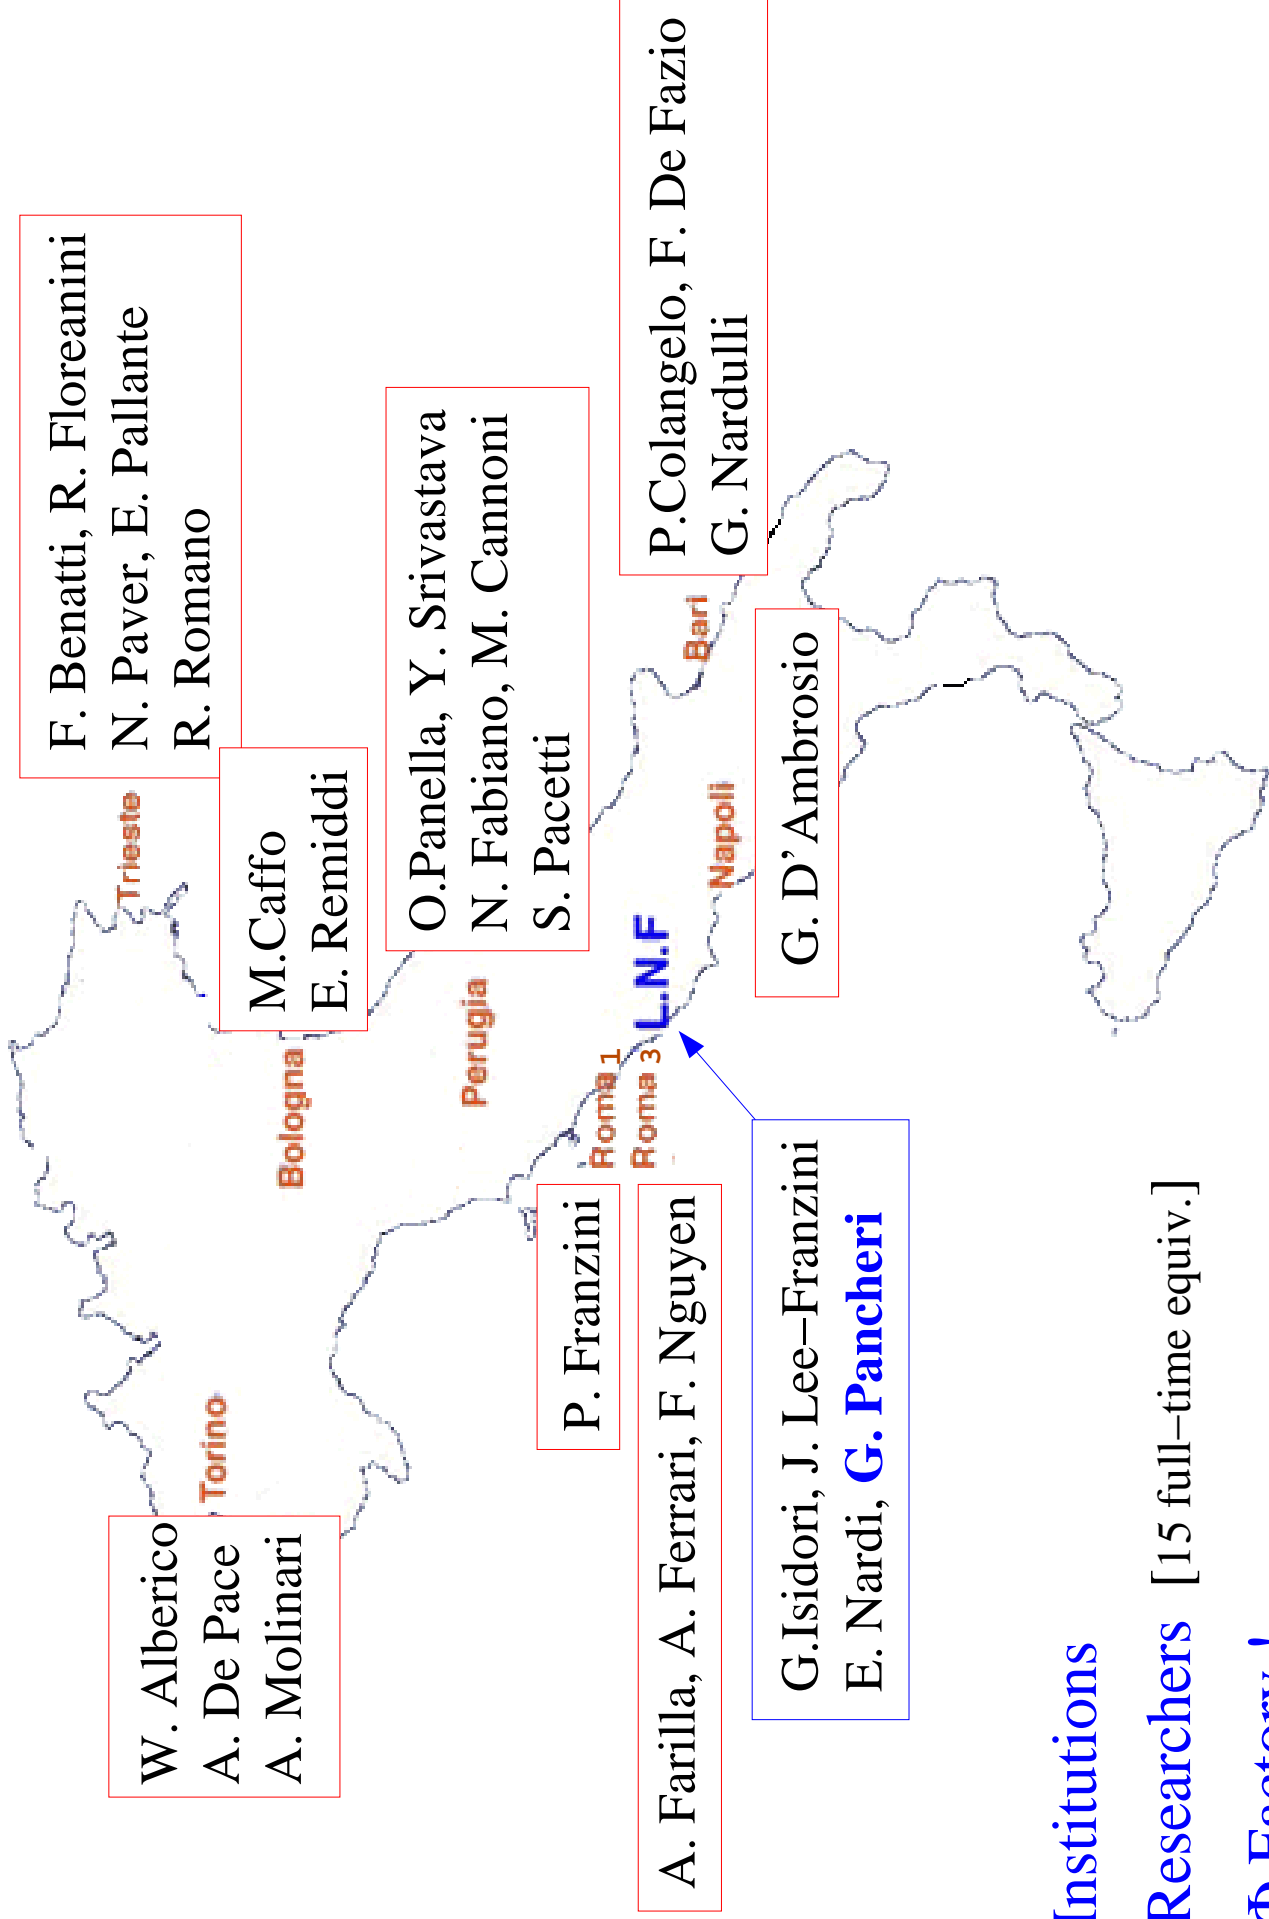 F. Benatti, R. Floreanini
N. Paver, E. Pallante
R. Romano
Trieste
W. Alberico
A. De Pace
A. Molinari
Torino
M.Caffo
E. Remiddi
Bologna
O.Panella, Y. Srivastava
N. Fabiano, M. Cannoni
S. Pacetti
Perugia
P. Franzini
Roma 1
Roma 3
L.N.F
A. Farilla, A. Ferrari, F. Nguyen
P.Colangelo, F. De Fazio
G. Nardulli
Bari
Napoli
G. D'Ambrosio
G.Isidori, J. Lee–Franzini
E. Nardi, G. Pancheri
Institutions
Researchers [15 full–time equiv.]
Φ Factory !